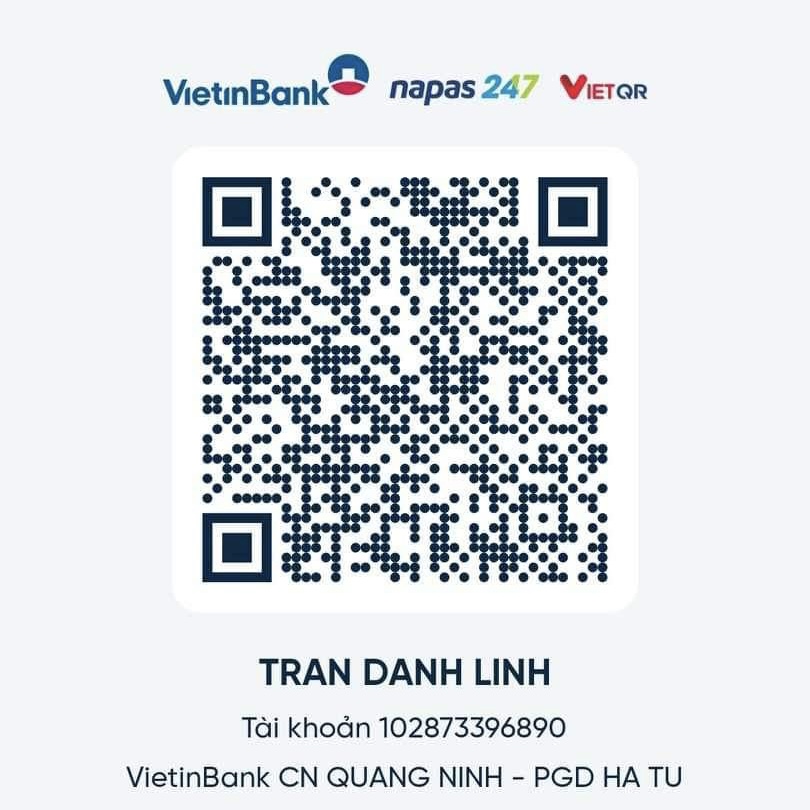 VietinBank napas 247 VIETQR
TRAN DANH LINH
Tài khoản 102873396890
VietinBank CN QUANG NINH - PGD HA TU